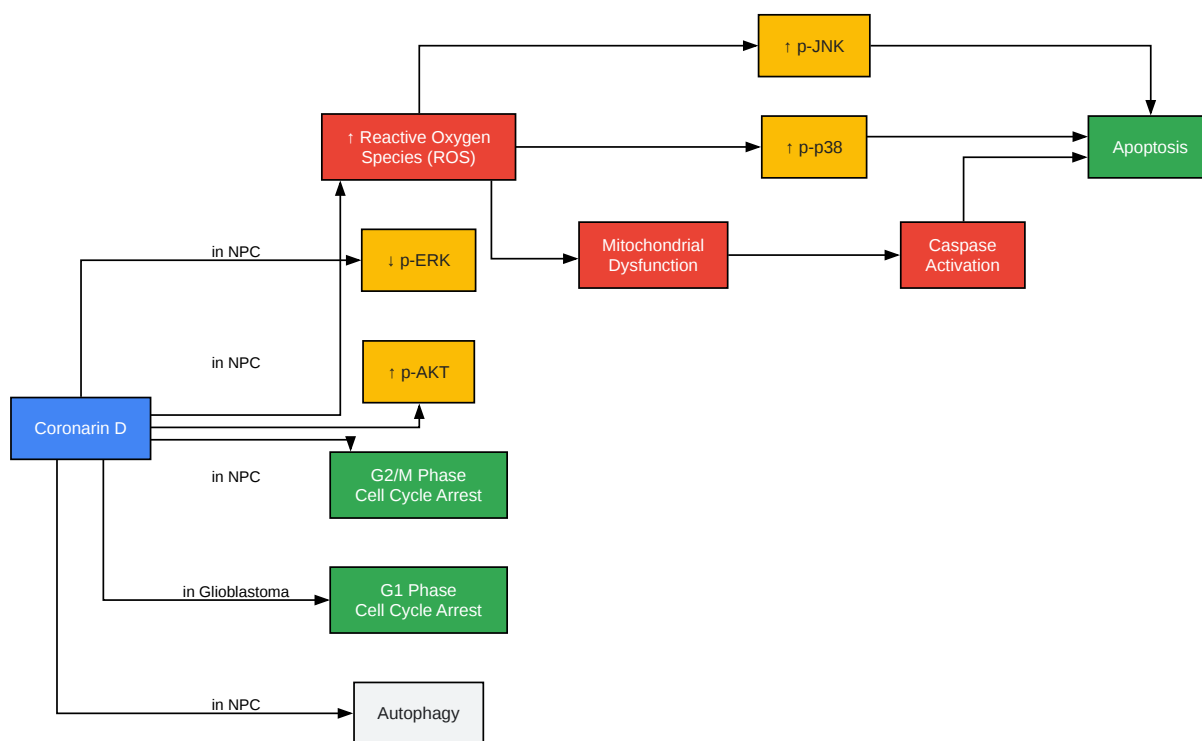 ↑ p-JNK
↑ Reactive Oxygen
Species (ROS)
↑ p-p38
Apoptosis
in NPC
↓ p-ERK
Mitochondrial
Dysfunction
Caspase
Activation
in NPC
↑ p-AKT
Coronarin D
in NPC
G2/M Phase
Cell Cycle Arrest
in Glioblastoma
G1 Phase
Cell Cycle Arrest
in NPC
Autophagy